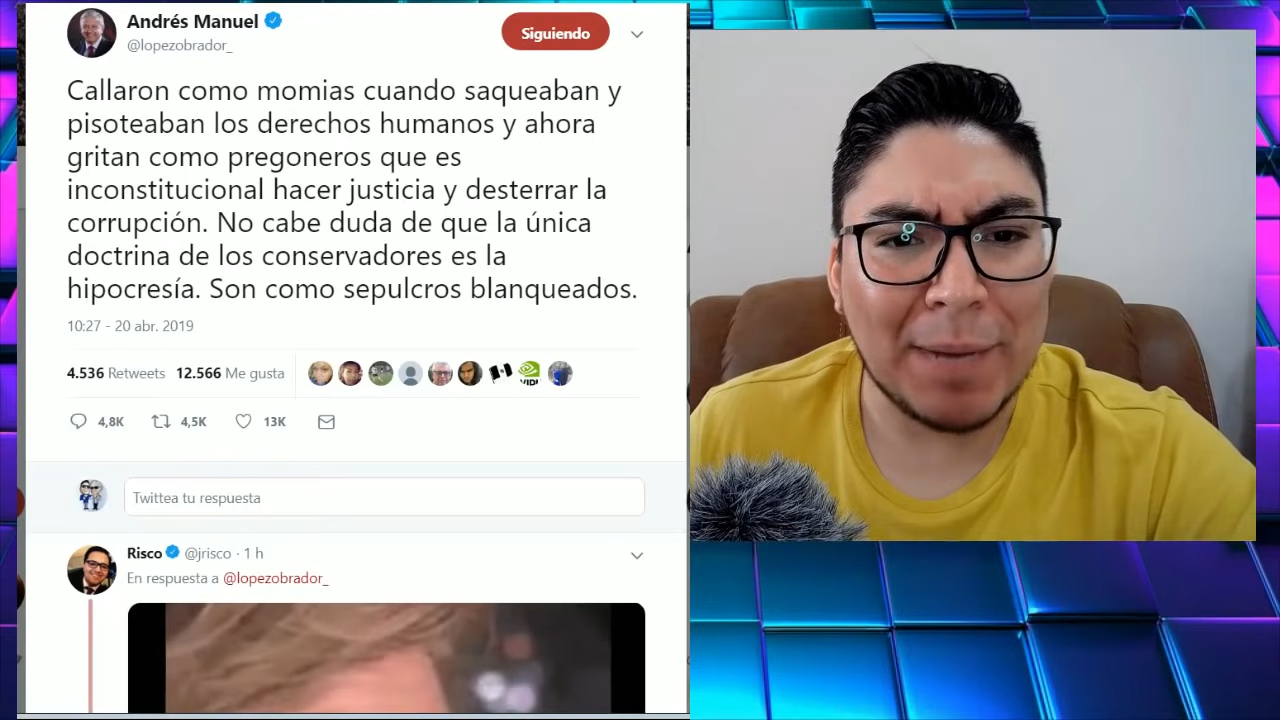 Andrés Manuel
@lopezobrador_
Siguiendo
Callaron como momias cuando saqueaban y
pisoteaban los derechos humanos y ahora
gritan como pregoneros que es
inconstitucional hacer justicia y desterrar la
corrupción. No cabe duda de que la única
doctrina de los conservadores es la
hipocresía. Son como sepulcros blanqueados.
10:27 - 20 abr. 2019
4.536 Retweets 12.566 Me gusta
4,8K 4,5K 13K
Twittea tu respuesta
Risco @jrisco · 1 h
En respuesta a @lopezobrador_